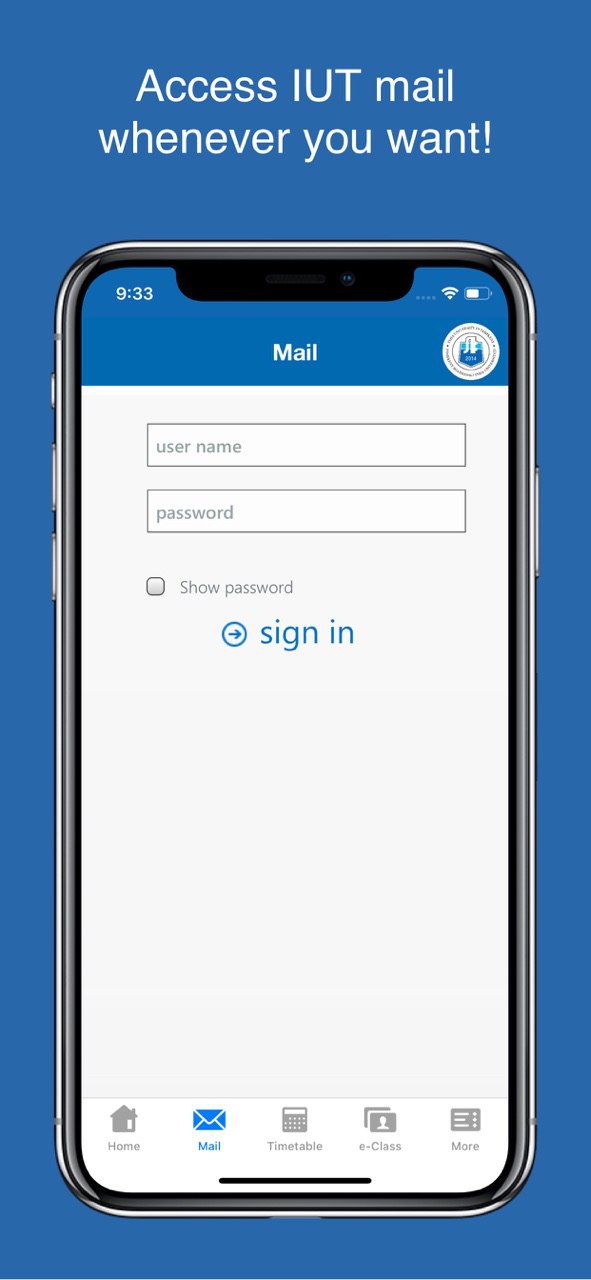 Access IUT mail
whenever you want!
9:33
Mail
2014
user name
password
Show password
sign in
Home
Mail
Timetable
e-Class
More